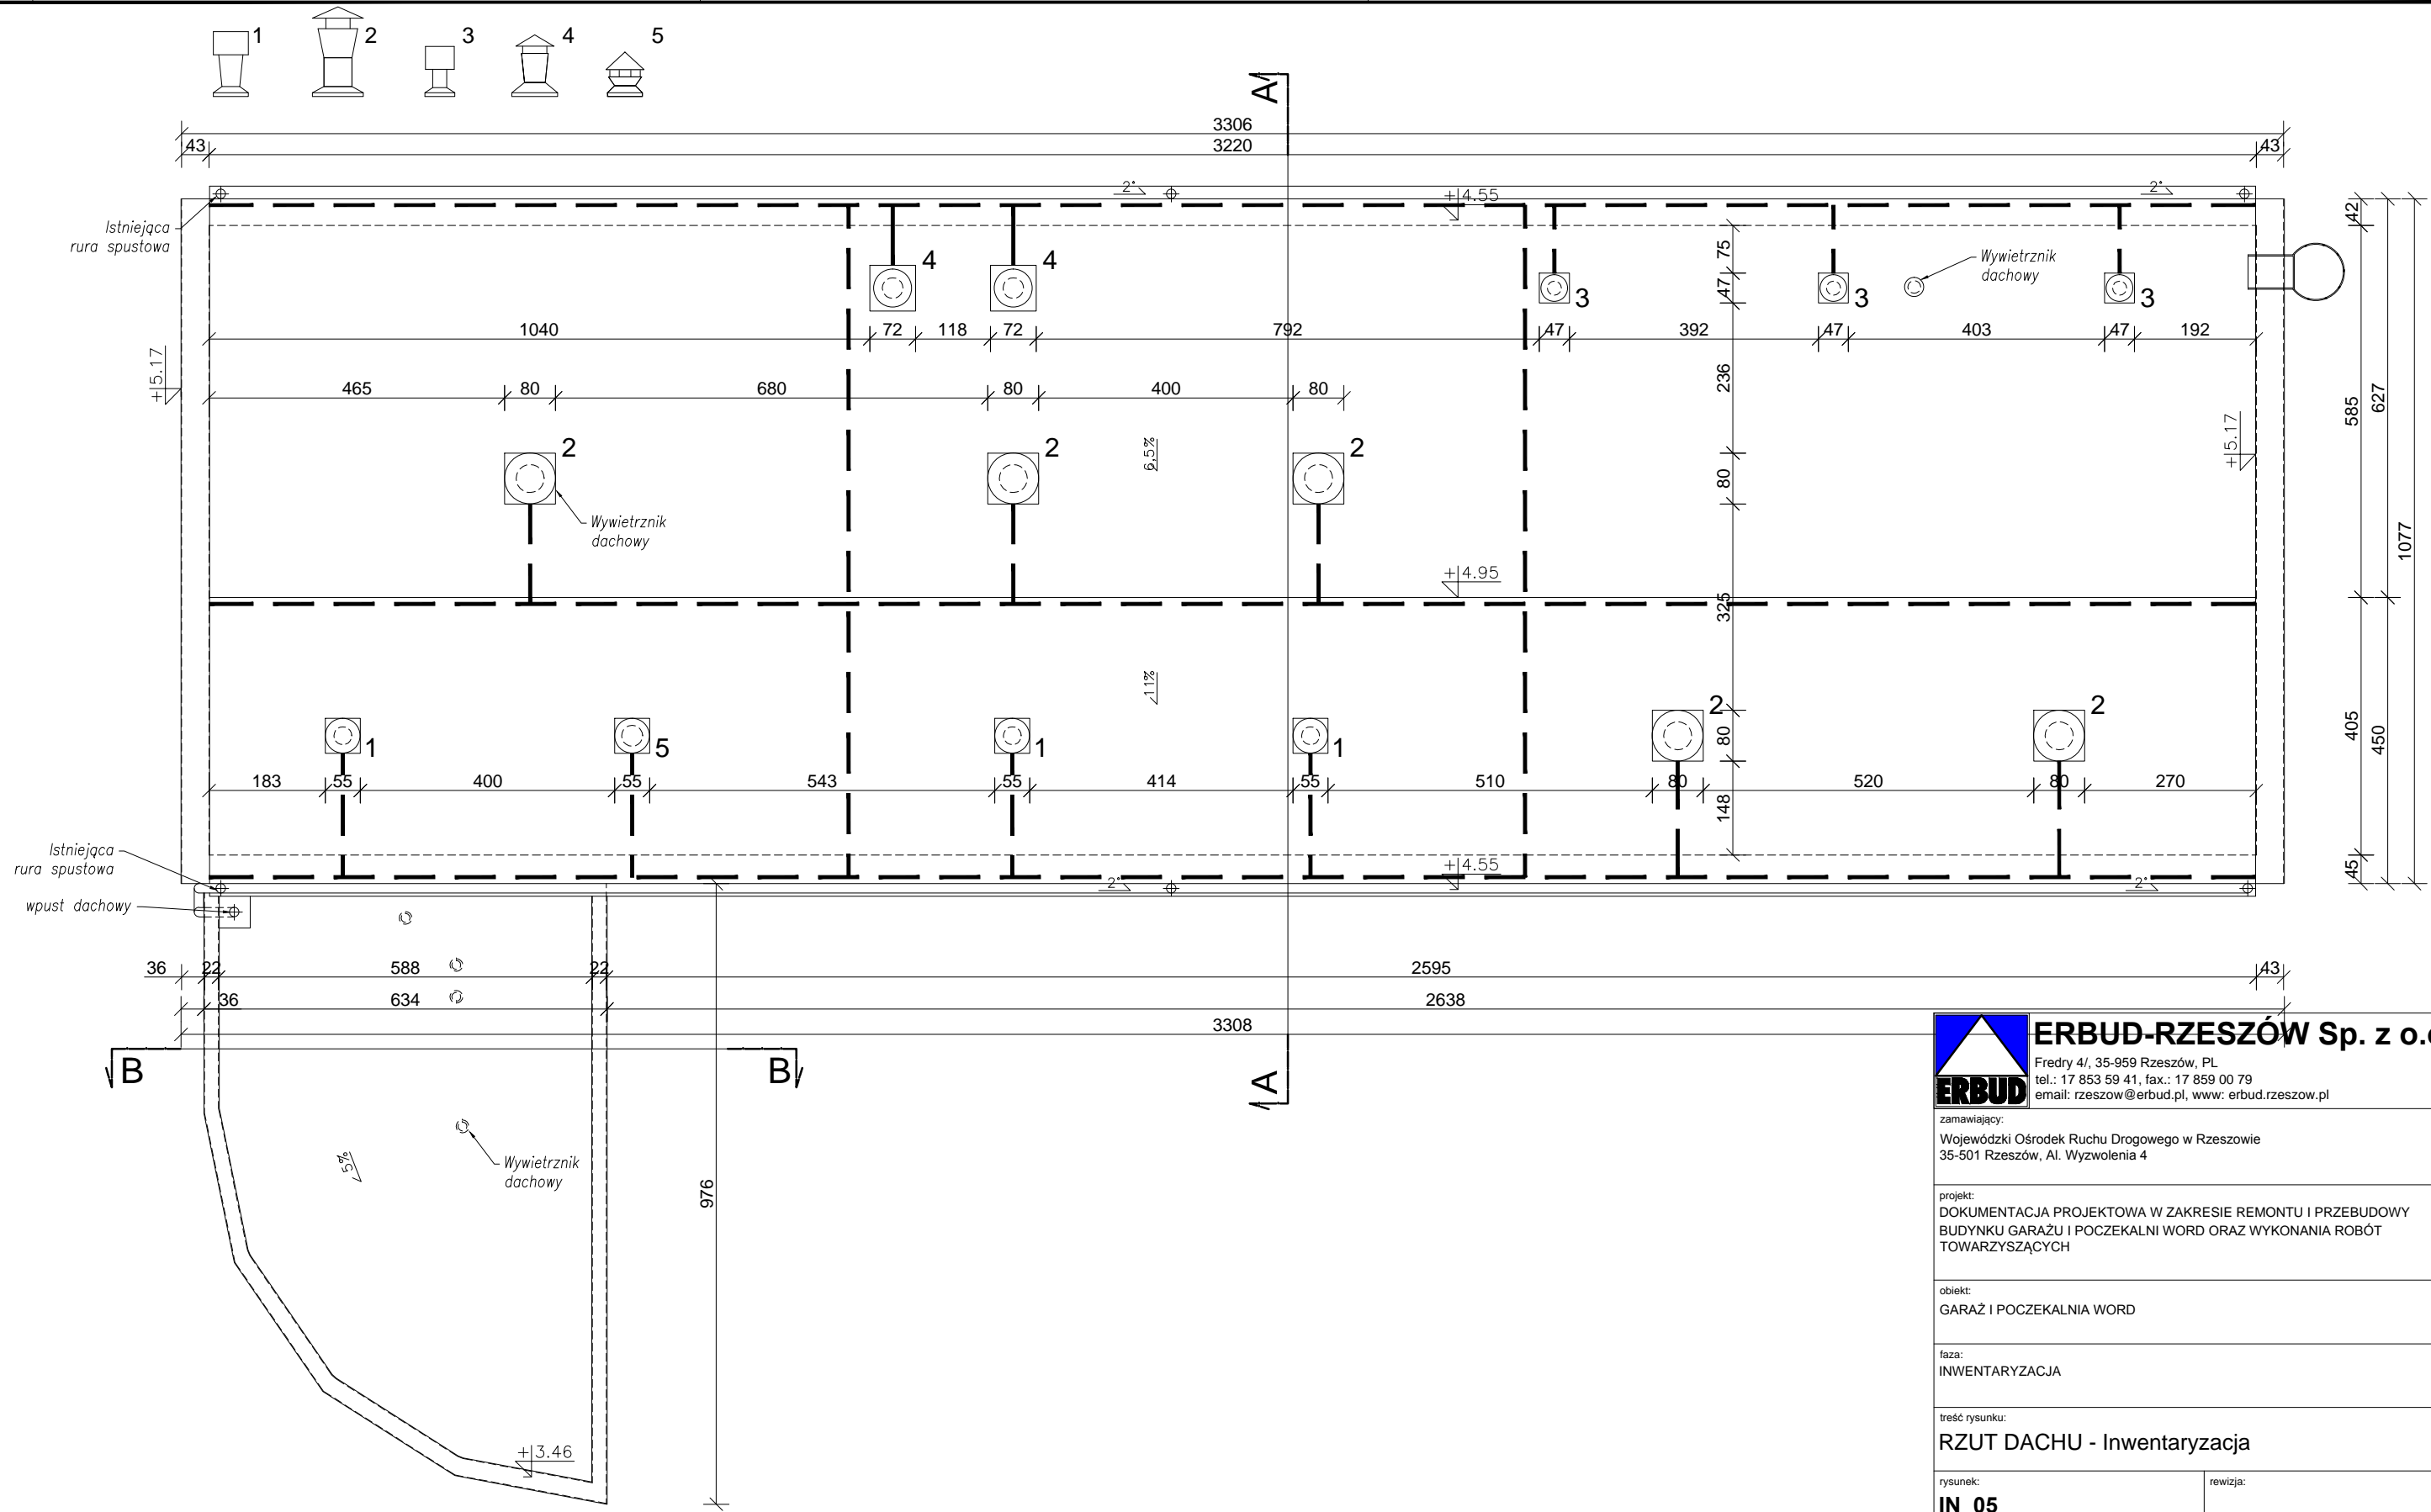 1
2
3
4
5
A
3306
43
3220
43
2°
2°
+4.55
Istniejąca
rura spustowa
42
75
4
4
47
3
3
Wywietrznik
dachowy
3
1040
72
118
72
792
47
392
47
403
47
192
+5.17
465
80
680
80
400
80
236
585
627
2
2
6,5%
2
80
+5.17
Wywietrznik
dachowy
1077
+4.95
325
11%
2
2
1
5
1
1
80
405
450
183
55
400
55
543
55
414
55
510
80
520
80
270
148
Istniejąca
rura spustowa
+4.55
45
2°
2°
wpust dachowy
36
22
588
22
2595
43
36
634
2638
3308
B
B
A
Wywietrznik
dachowy
5%
976
+3.46
ERBUD
ERBUD-RZESZÓW Sp. z o.o
Fredry 4/, 35-959 Rzeszów, PL
tel.: 17 853 59 41, fax.: 17 859 00 79
email: rzeszow@erbud.pl, www: erbud.rzeszow.pl
zamawiający:
Wojewódzki Ośrodek Ruchu Drogowego w Rzeszowie
35-501 Rzeszów, Al. Wyzwolenia 4
projekt:
DOKUMENTACJA PROJEKTOWA W ZAKRESIE REMONTU I PRZEBUDOWY
BUDYNKU GARAŻU I POCZEKALNI WORD ORAZ WYKONANIA ROBÓT
TOWARZYSZĄCYCH
obiekt:
GARAŻ I POCZEKALNIA WORD
faza:
INWENTARYZACJA
treść rysunku:
RZUT DACHU - Inwentaryzacja
rysunek:
rewizja:
IN_05